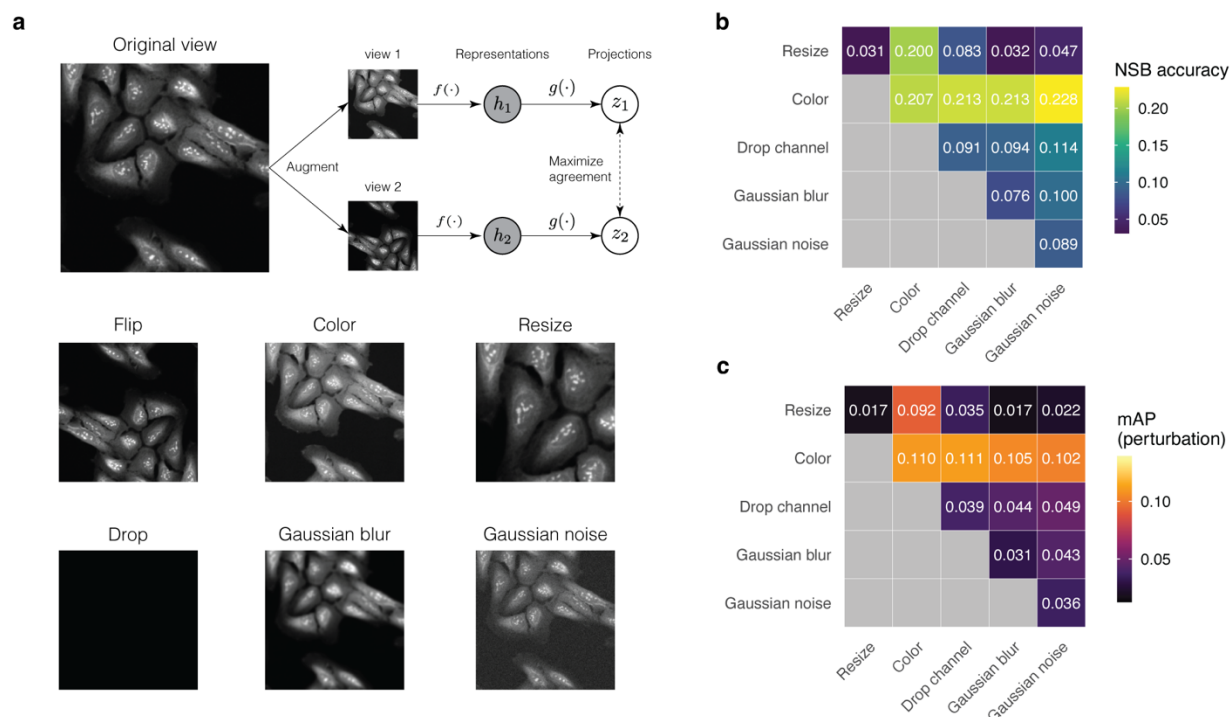 a
Original view
view 1
Representations
Projections
f(·)
h1
g(·)
z1
Augment
Maximize
agreement
view 2
f(·)
h2
g(·)
z2
Flip
Color
Resize
Drop
Gaussian blur
Gaussian noise
b
Resize 0.031 0.200 0.083 0.032 0.047
Color 0.207 0.213 0.213 0.228
Drop channel 0.091 0.094 0.114
Gaussian blur 0.076 0.100
Gaussian noise 0.089
Resize Color Drop channel Gaussian blur Gaussian noise
NSB accuracy
0.20
0.15
0.10
0.05
c
Resize 0.017 0.092 0.035 0.017 0.022
Color 0.110 0.111 0.105 0.102
Drop channel 0.039 0.044 0.049
Gaussian blur 0.031 0.043
Gaussian noise 0.036
Resize Color Drop channel Gaussian blur Gaussian noise
mAP
(perturbation)
0.10
0.05